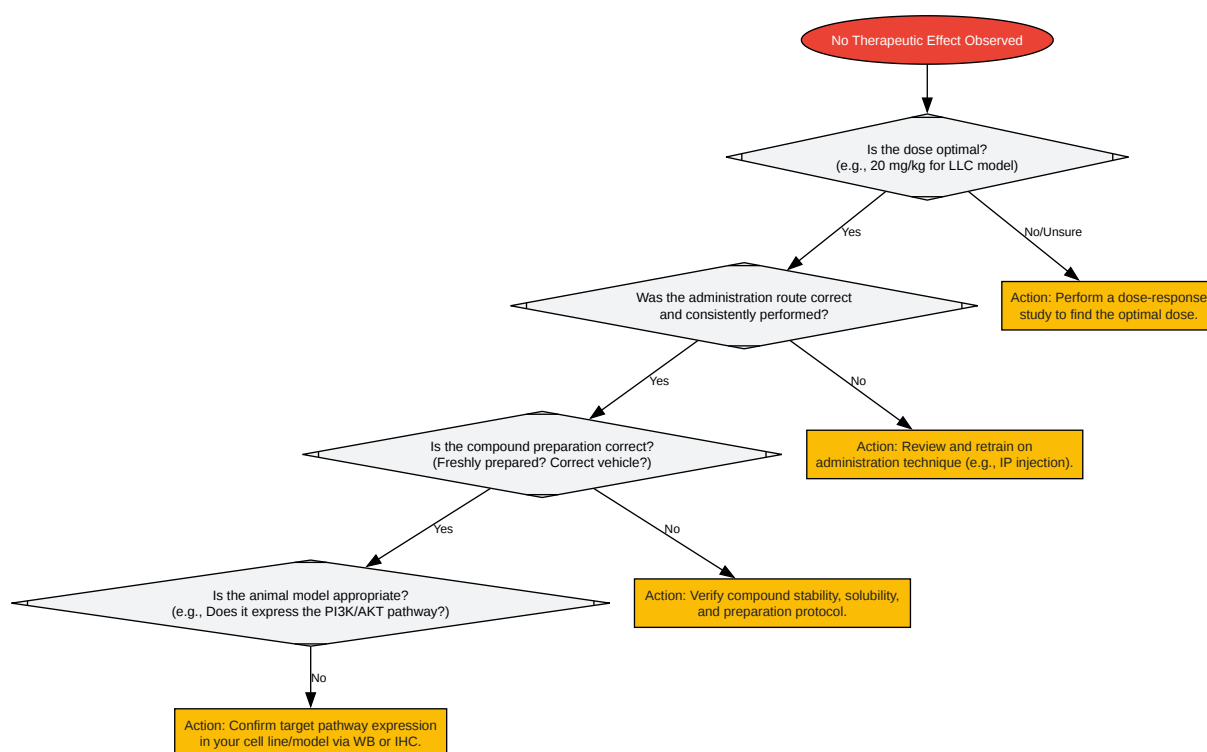 No Therapeutic Effect Observed
Is the dose optimal?
(e.g., 20 mg/kg for LLC model)
Yes
No/Unsure
Was the administration route correct
and consistently performed?
Action: Perform a dose-response
study to find the optimal dose.
Yes
No
Is the compound preparation correct?
(Freshly prepared? Correct vehicle?)
Action: Review and retrain on
administration technique (e.g., IP injection).
Yes
No
Is the animal model appropriate?
(e.g., Does it express the PI3K/AKT pathway?)
Action: Verify compound stability, solubility,
and preparation protocol.
No
Action: Confirm target pathway expression
in your cell line/model via WB or IHC.